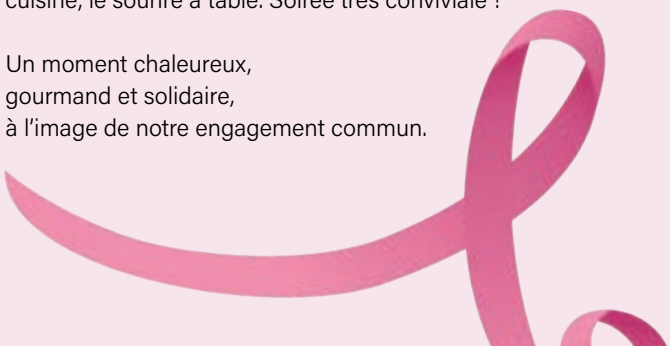 cuisine, le sourire à table. Soirée très conviviale !
Un moment chaleureux,
gourmand et solidaire,
à l'image de notre engagement commun.